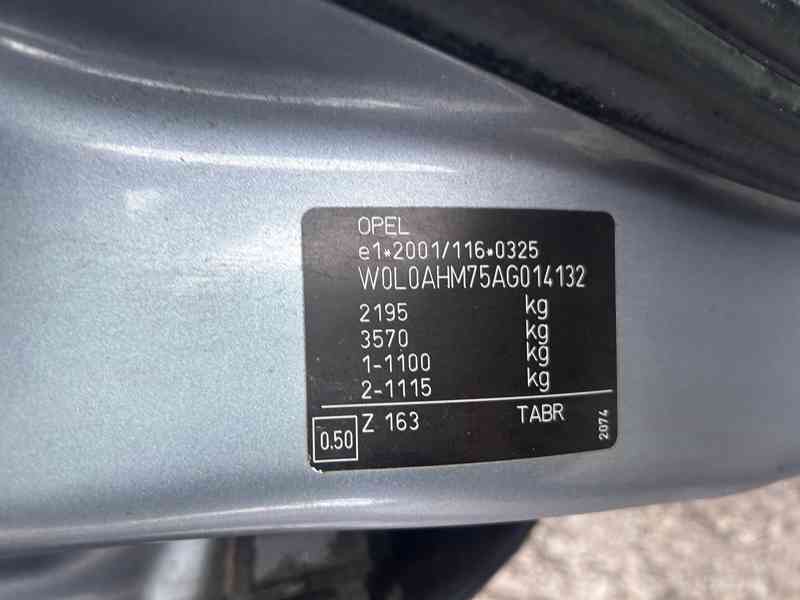 OPEL
e1*2001/116*0325
W0L0AHM75AG014132
2195 kg
3570 kg
1-1100 kg
2-1115 kg
0.50 Z 163 TABR
2074